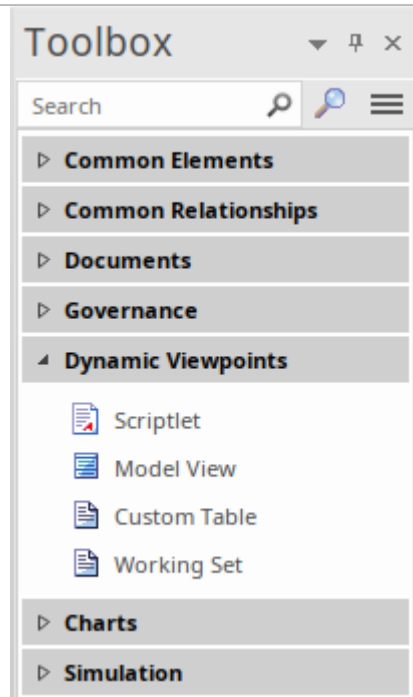 Toolbox
Search
Common Elements
Common Relationships
Documents
Governance
Dynamic Viewpoints
Scriptlet
Model View
Custom Table
Working Set
Charts
Simulation